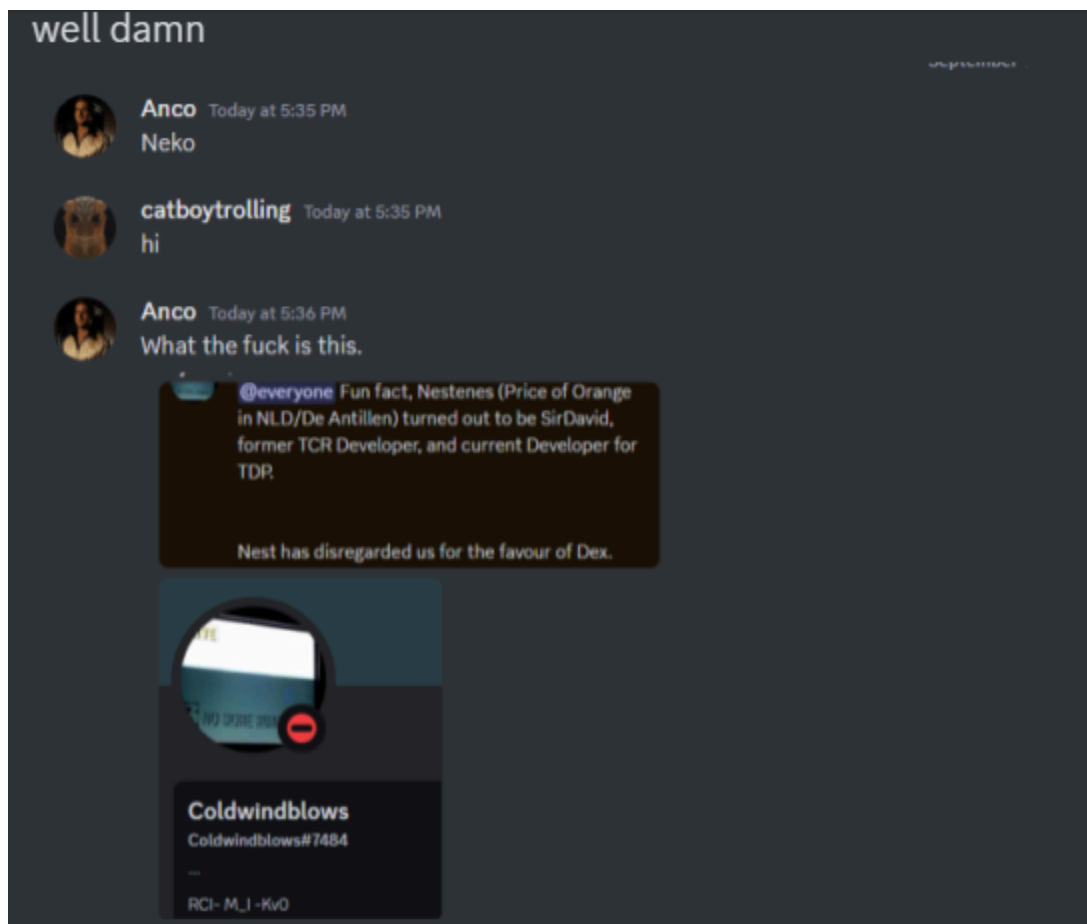 well damn
September
Anco Today at 5:35 PM
Neko
catboytrolling Today at 5:35 PM
hi
Anco Today at 5:36 PM
What the fuck is this.
@everyone Fun fact, Nestenes (Price of Orange
in NLD/De Antillen) turned out to be SirDavid,
former TCR Developer, and current Developer for
TDP.
Nest has disregarded us for the favour of Dex.
Coldwindblows
Coldwindblows#7484
...
RCI- M_I -KvO